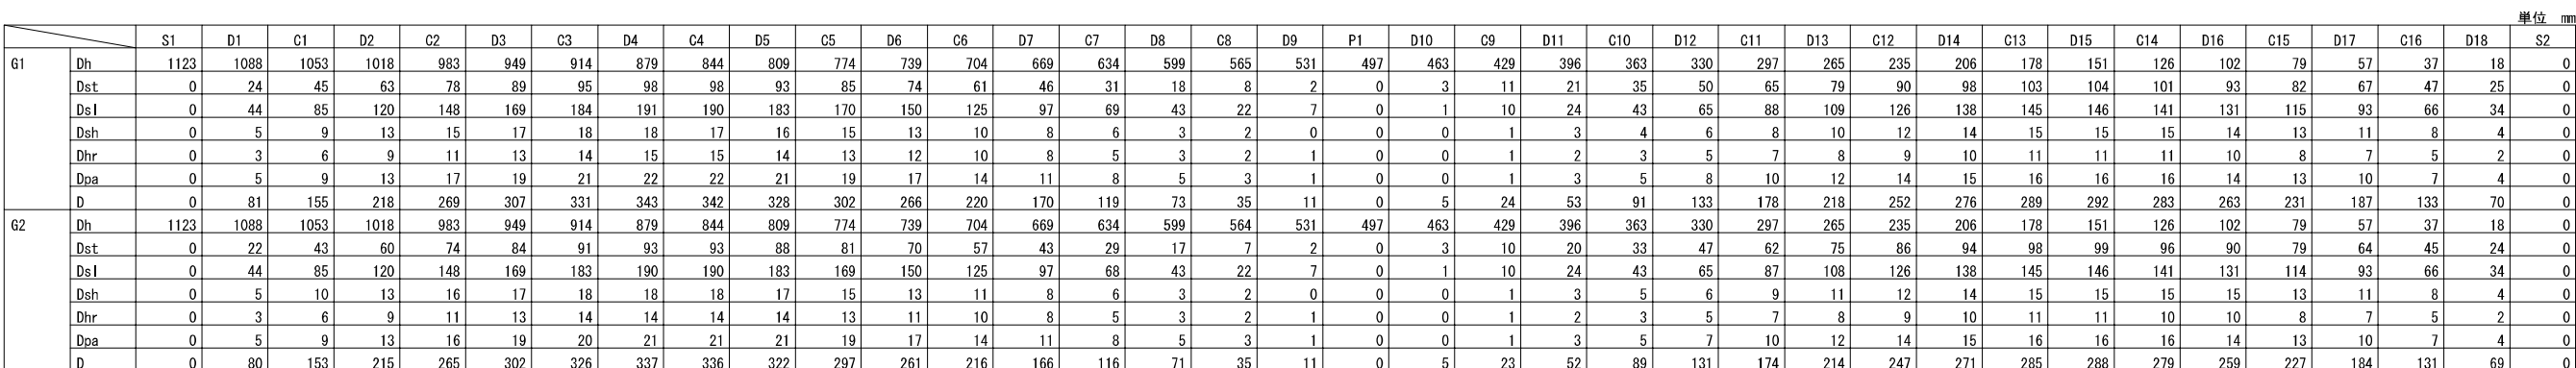 単位 mm
S1 D1 C1 D2 C2 D3 C3 D4 C4 D5 C5 D6 C6 D7 C7 D8 C8 D9 P1 D10 C9 D11 C10 D12 C11 D13 C12 D14 C13 D15 C14 D16 C15 D17 C16 D18 S2
G1 Dh 1123 1088 1053 1018 983 949 914 879 844 809 774 739 704 669 634 599 565 531 497 463 429 396 363 330 297 265 235 206 178 151 126 102 79 57 37 18 0
Dst 0 24 45 63 78 89 95 98 98 93 85 74 61 46 31 18 8 2 0 3 11 21 35 50 65 79 90 98 103 104 101 93 82 67 47 25 0
Dsl 0 44 85 120 148 169 184 191 190 183 170 150 125 97 69 43 22 7 0 1 10 24 43 65 88 109 126 138 145 146 141 131 115 93 66 34 0
Dsh 0 5 9 13 15 17 18 18 17 16 15 13 10 8 6 3 2 0 0 0 1 3 4 6 8 10 12 14 15 15 15 14 13 11 8 4 0
Dhr 0 3 6 9 11 13 14 15 15 14 13 12 10 8 5 3 2 1 0 0 1 2 3 5 7 8 9 10 11 11 11 10 8 7 5 2 0
Dpa 0 5 9 13 17 19 21 22 22 21 19 17 14 11 8 5 3 1 0 0 1 3 5 8 10 12 14 15 16 16 16 14 13 10 7 4 0
D 0 81 155 218 269 307 331 343 342 328 302 266 220 170 119 73 35 11 0 5 24 53 91 133 178 218 252 276 289 292 283 263 231 187 133 70 0
G2 Dh 1123 1088 1053 1018 983 949 914 879 844 809 774 739 704 669 634 599 564 531 497 463 429 396 363 330 297 265 235 206 178 151 126 102 79 57 37 18 0
Dst 0 22 43 60 74 84 91 93 93 88 81 70 57 43 29 17 7 2 0 3 10 20 33 47 62 75 86 94 98 99 96 90 79 64 45 24 0
Dsl 0 44 85 120 148 169 183 190 190 183 169 150 125 97 68 43 22 7 0 1 10 24 43 65 87 108 126 138 145 146 141 131 114 93 66 34 0
Dsh 0 5 10 13 16 17 18 18 18 17 15 13 11 8 6 3 2 0 0 0 1 3 5 6 9 11 12 14 15 15 15 15 13 11 8 4 0
Dhr 0 3 6 9 11 13 14 14 14 14 13 11 10 8 5 3 2 1 0 0 1 2 3 5 7 8 9 10 11 11 10 10 8 7 5 2 0
Dpa 0 5 9 13 16 19 20 21 21 21 19 17 14 11 8 5 3 1 0 0 1 3 5 7 10 12 14 15 16 16 16 14 13 10 7 4 0
D 0 80 153 215 265 302 326 337 336 322 297 261 216 166 116 71 35 11 0 5 23 52 89 131 174 214 247 271 285 288 279 259 227 184 131 69 0